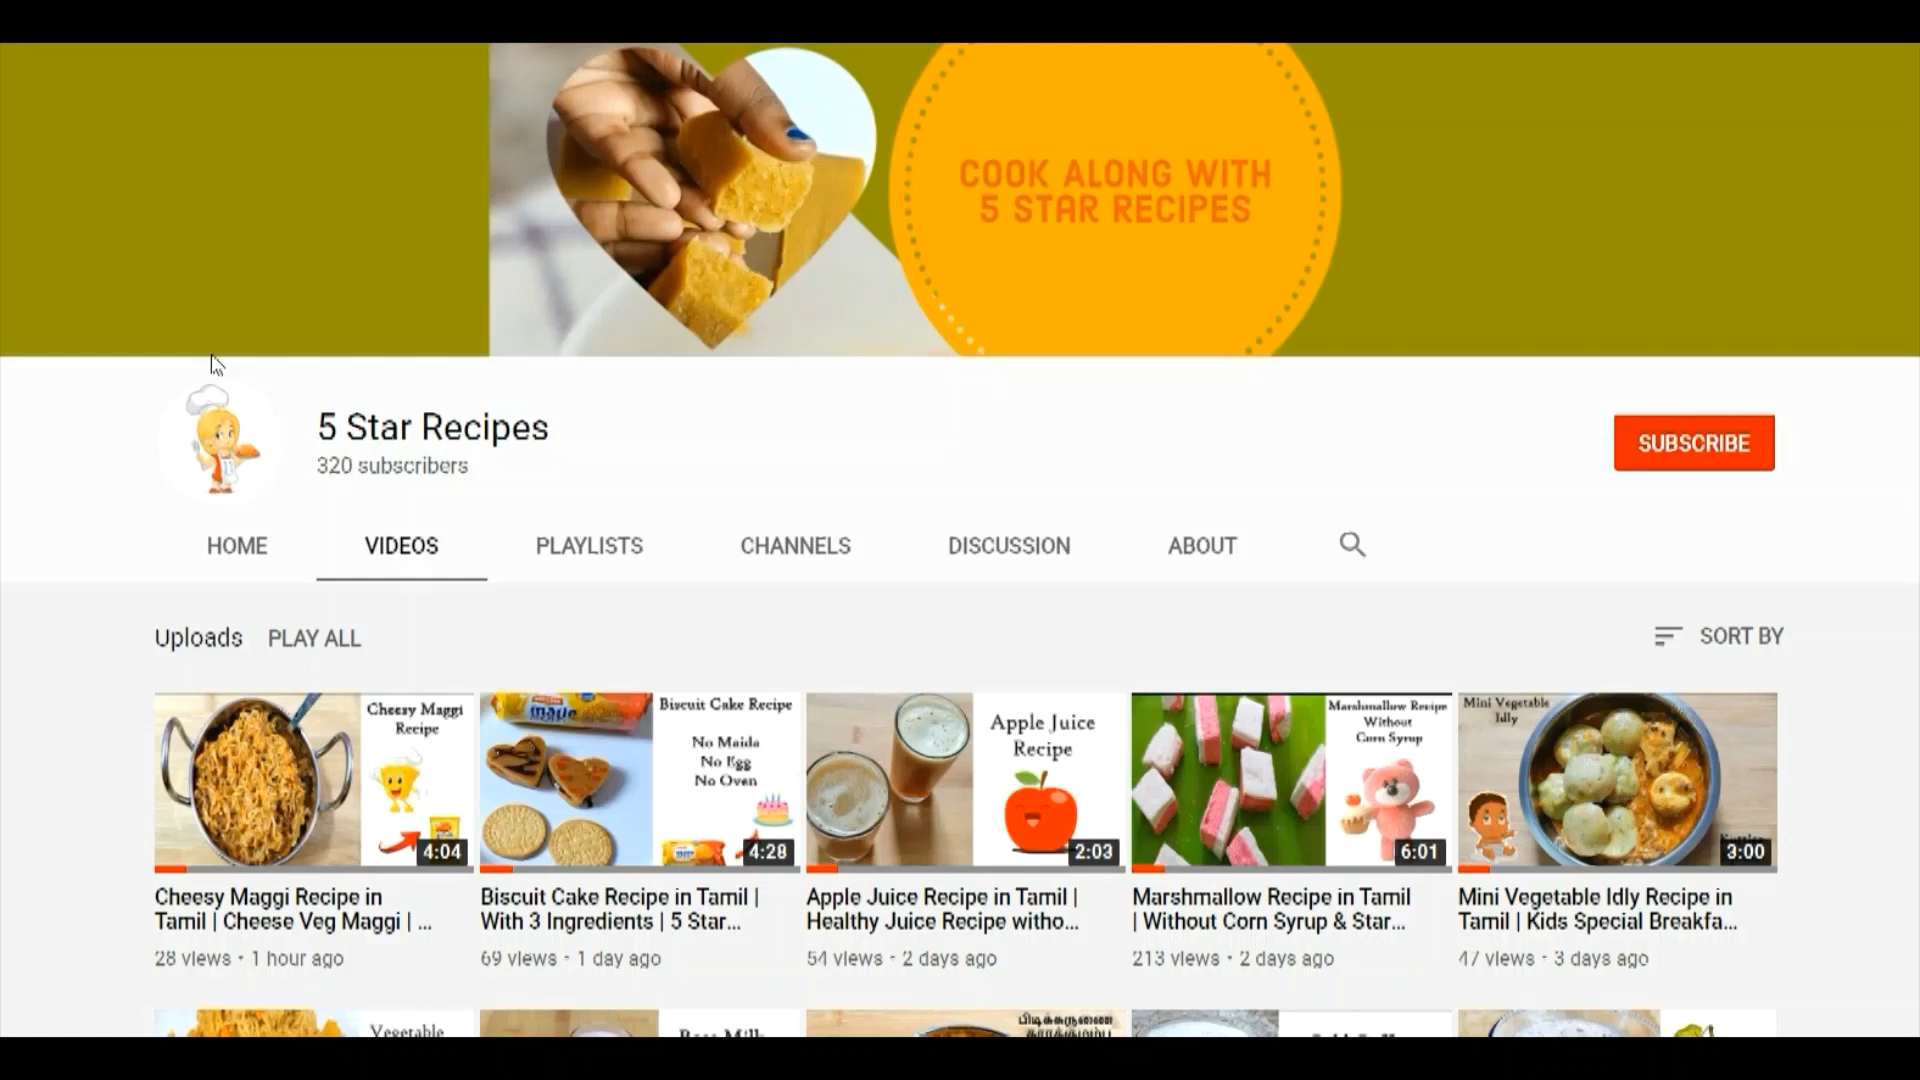 COOK ALONG WITH
5 STAR RECIPES
5 Star Recipes
320 subscribers
SUBSCRIBE
HOME VIDEOS PLAYLISTS CHANNELS DISCUSSION ABOUT
Uploads PLAY ALL
SORT BY
Cheesy Maggi
Recipe
4:04
Biscuit Cake Recipe
No Maida
No Egg
No Oven
4:28
Apple Juice
Recipe
2:03
Marshmallow Recipe
Without
Corn Syrup
6:01
Mini Vegetable
Idly
3:00
Cheesy Maggi Recipe in
Tamil | Cheese Veg Maggi | ...
28 views • 1 hour ago
Biscuit Cake Recipe in Tamil |
With 3 Ingredients | 5 Star...
69 views • 1 day ago
Apple Juice Recipe in Tamil |
Healthy Juice Recipe witho...
54 views • 2 days ago
Marshmallow Recipe in Tamil
| Without Corn Syrup & Star...
213 views • 2 days ago
Mini Vegetable Idly Recipe in
Tamil | Kids Special Breakfa...
47 views • 3 days ago
Vegetable
பிடிக்கருணை